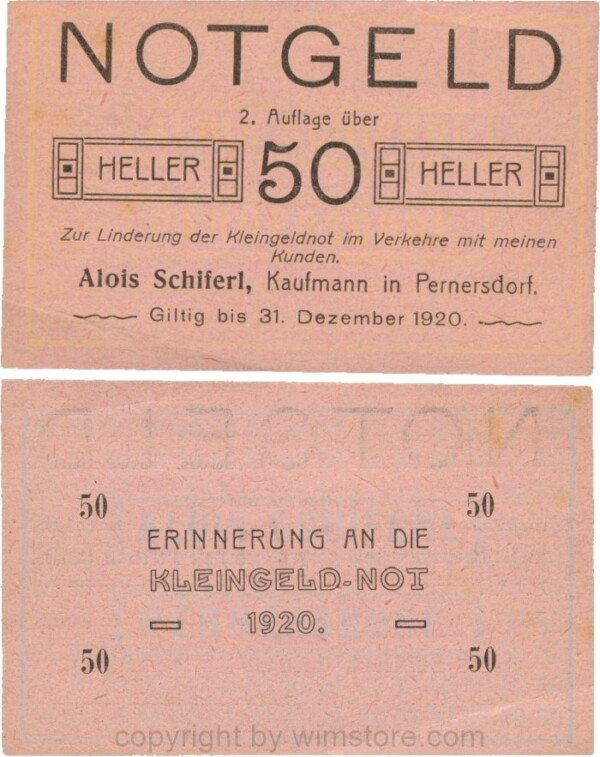 NOTGELD
2. Auflage über
HELLER 50 HELLER
Zur Linderung der Kleingeldnot im Verkehre mit meinen
Kunden.
Alois Schiferl, Kaufmann in Pernersdorf.
Giltig bis 31. Dezember 1920.
50 50
ERINNERUNG AN DIE
KLEINGELD-NOT
1920.
50 50
copyright by wimstore.com